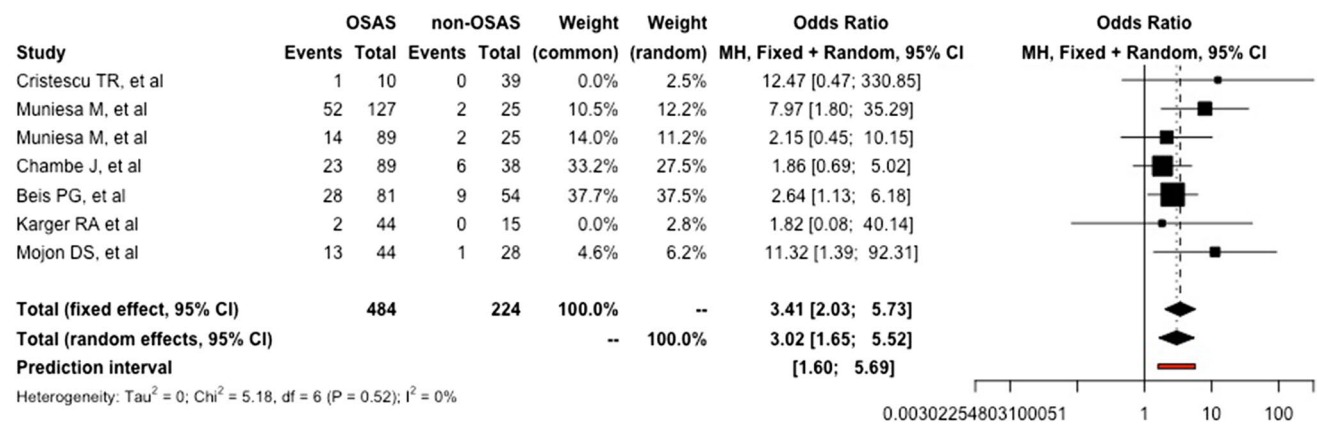 OSAS non-OSAS Weight Weight Odds Ratio Odds Ratio
Study Events Total Events Total (common) (random) MH, Fixed + Random, 95% CI MH, Fixed + Random, 95% CI
Cristescu TR, et al 1 10 0 39 0.0% 2.5% 12.47 [0.47; 330.85]
Muniesa M, et al 52 127 2 25 10.5% 12.2% 7.97 [1.80; 35.29]
Muniesa M, et al 14 89 2 25 14.0% 11.2% 2.15 [0.45; 10.15]
Chambe J, et al 23 89 6 38 33.2% 27.5% 1.86 [0.69; 5.02]
Beis PG, et al 28 81 9 54 37.7% 37.5% 2.64 [1.13; 6.18]
Karger RA et al 2 44 0 15 0.0% 2.8% 1.82 [0.08; 40.14]
Mojon DS, et al 13 44 1 28 4.6% 6.2% 11.32 [1.39; 92.31]
Total (fixed effect, 95% CI) 484 224 100.0% -- 3.41 [2.03; 5.73]
Total (random effects, 95% CI) -- 100.0% 3.02 [1.65; 5.52]
Prediction interval [1.60; 5.69]
Heterogeneity: Tau² = 0; Chi² = 5.18, df = 6 (P = 0.52); I² = 0%
0.003022548031000​51 1 10 100